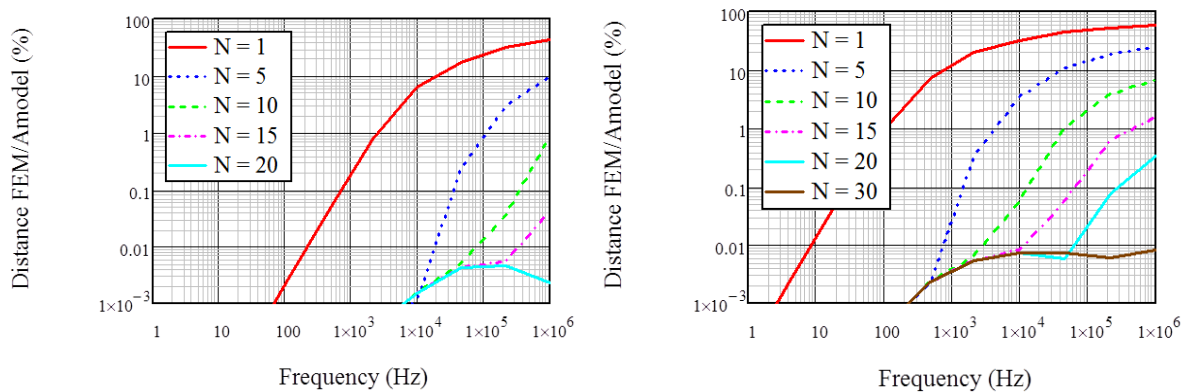 Distance FEM/Amodel (%)
100
10
1
0.1
0.01
1×10⁻³
N = 1
N = 5
N = 10
N = 15
N = 20
1
10
100
1×10³
1×10⁴
1×10⁵
1×10⁶
Frequency (Hz)
Distance FEM/Amodel (%)
100
10
1
0.1
0.01
1×10⁻³
N = 1
N = 5
N = 10
N = 15
N = 20
N = 30
1
10
100
1×10³
1×10⁴
1×10⁵
1×10⁶
Frequency (Hz)